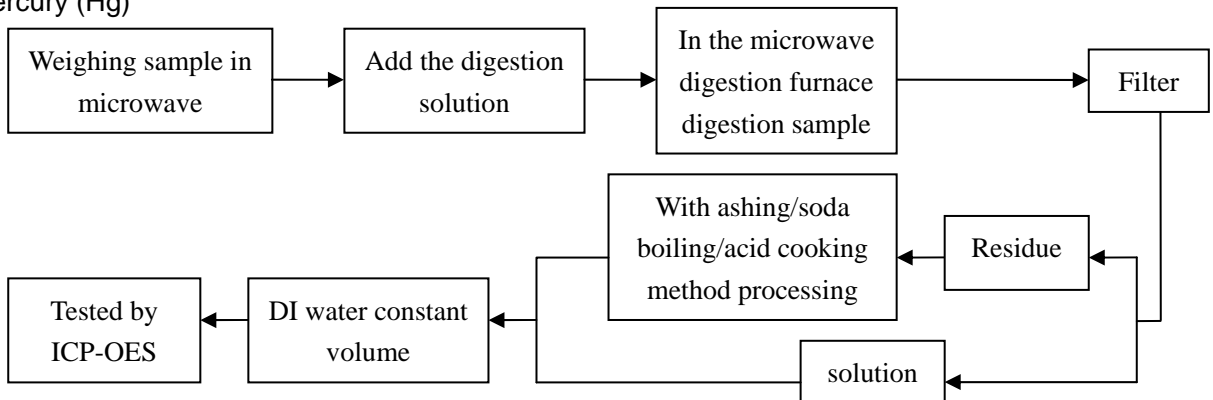 (Hg)
Weighing sample in
microwave
Add the digestion
solution
In the microwave
digestion furnace
digestion sample
Filter
With ashing/soda
boiling/acid cooking
method processing
Residue
Tested by
ICP-OES
DI water constant
volume
solution